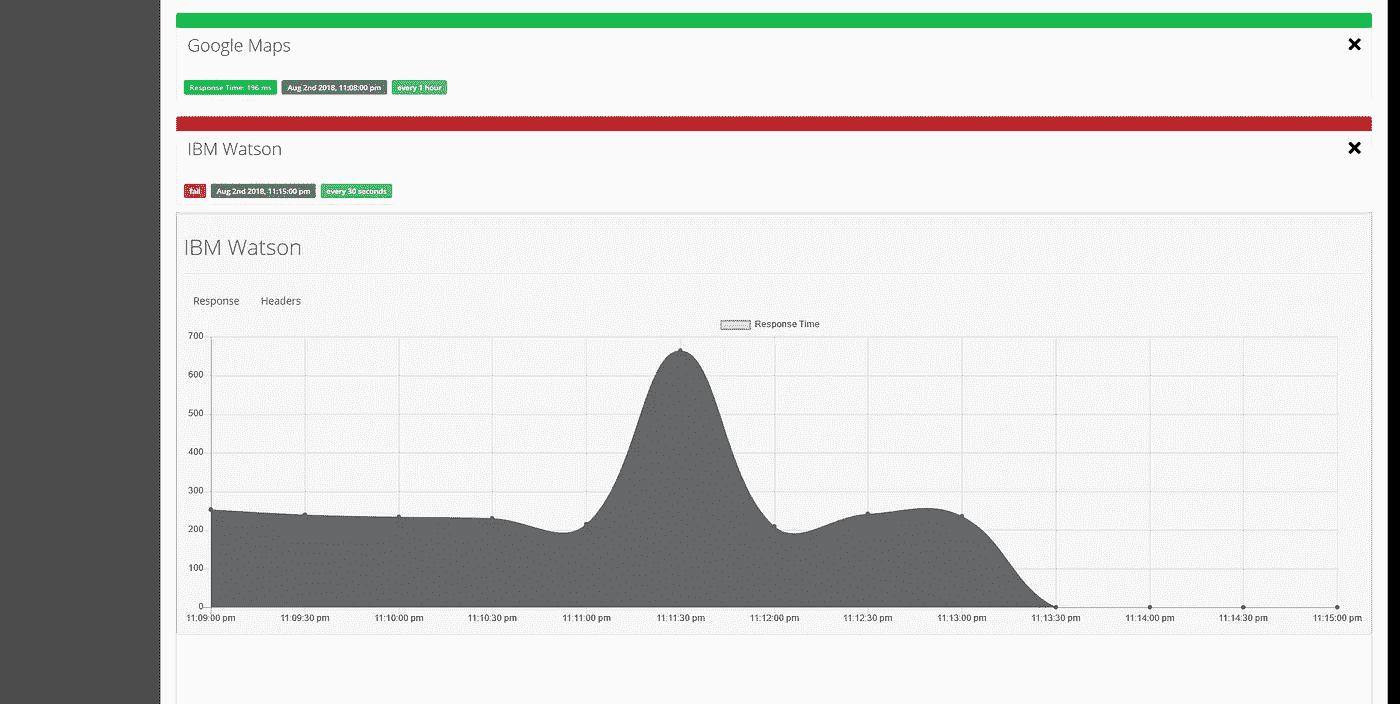 Google Maps
Response Time: 196 ms Aug 2nd 2018, 11:08:00 pm every 1 hour
IBM Watson
fail Aug 2nd 2018, 11:15:00 pm every 30 seconds
IBM Watson
Response Headers
Response Time
700
600
500
400
300
200
100
0
11:09:00 pm 11:09:30 pm 11:10:00 pm 11:10:30 pm 11:11:00 pm 11:11:30 pm 11:12:00 pm 11:12:30 pm 11:13:00 pm 11:13:30 pm 11:14:00 pm 11:14:30 pm 11:15:00 pm